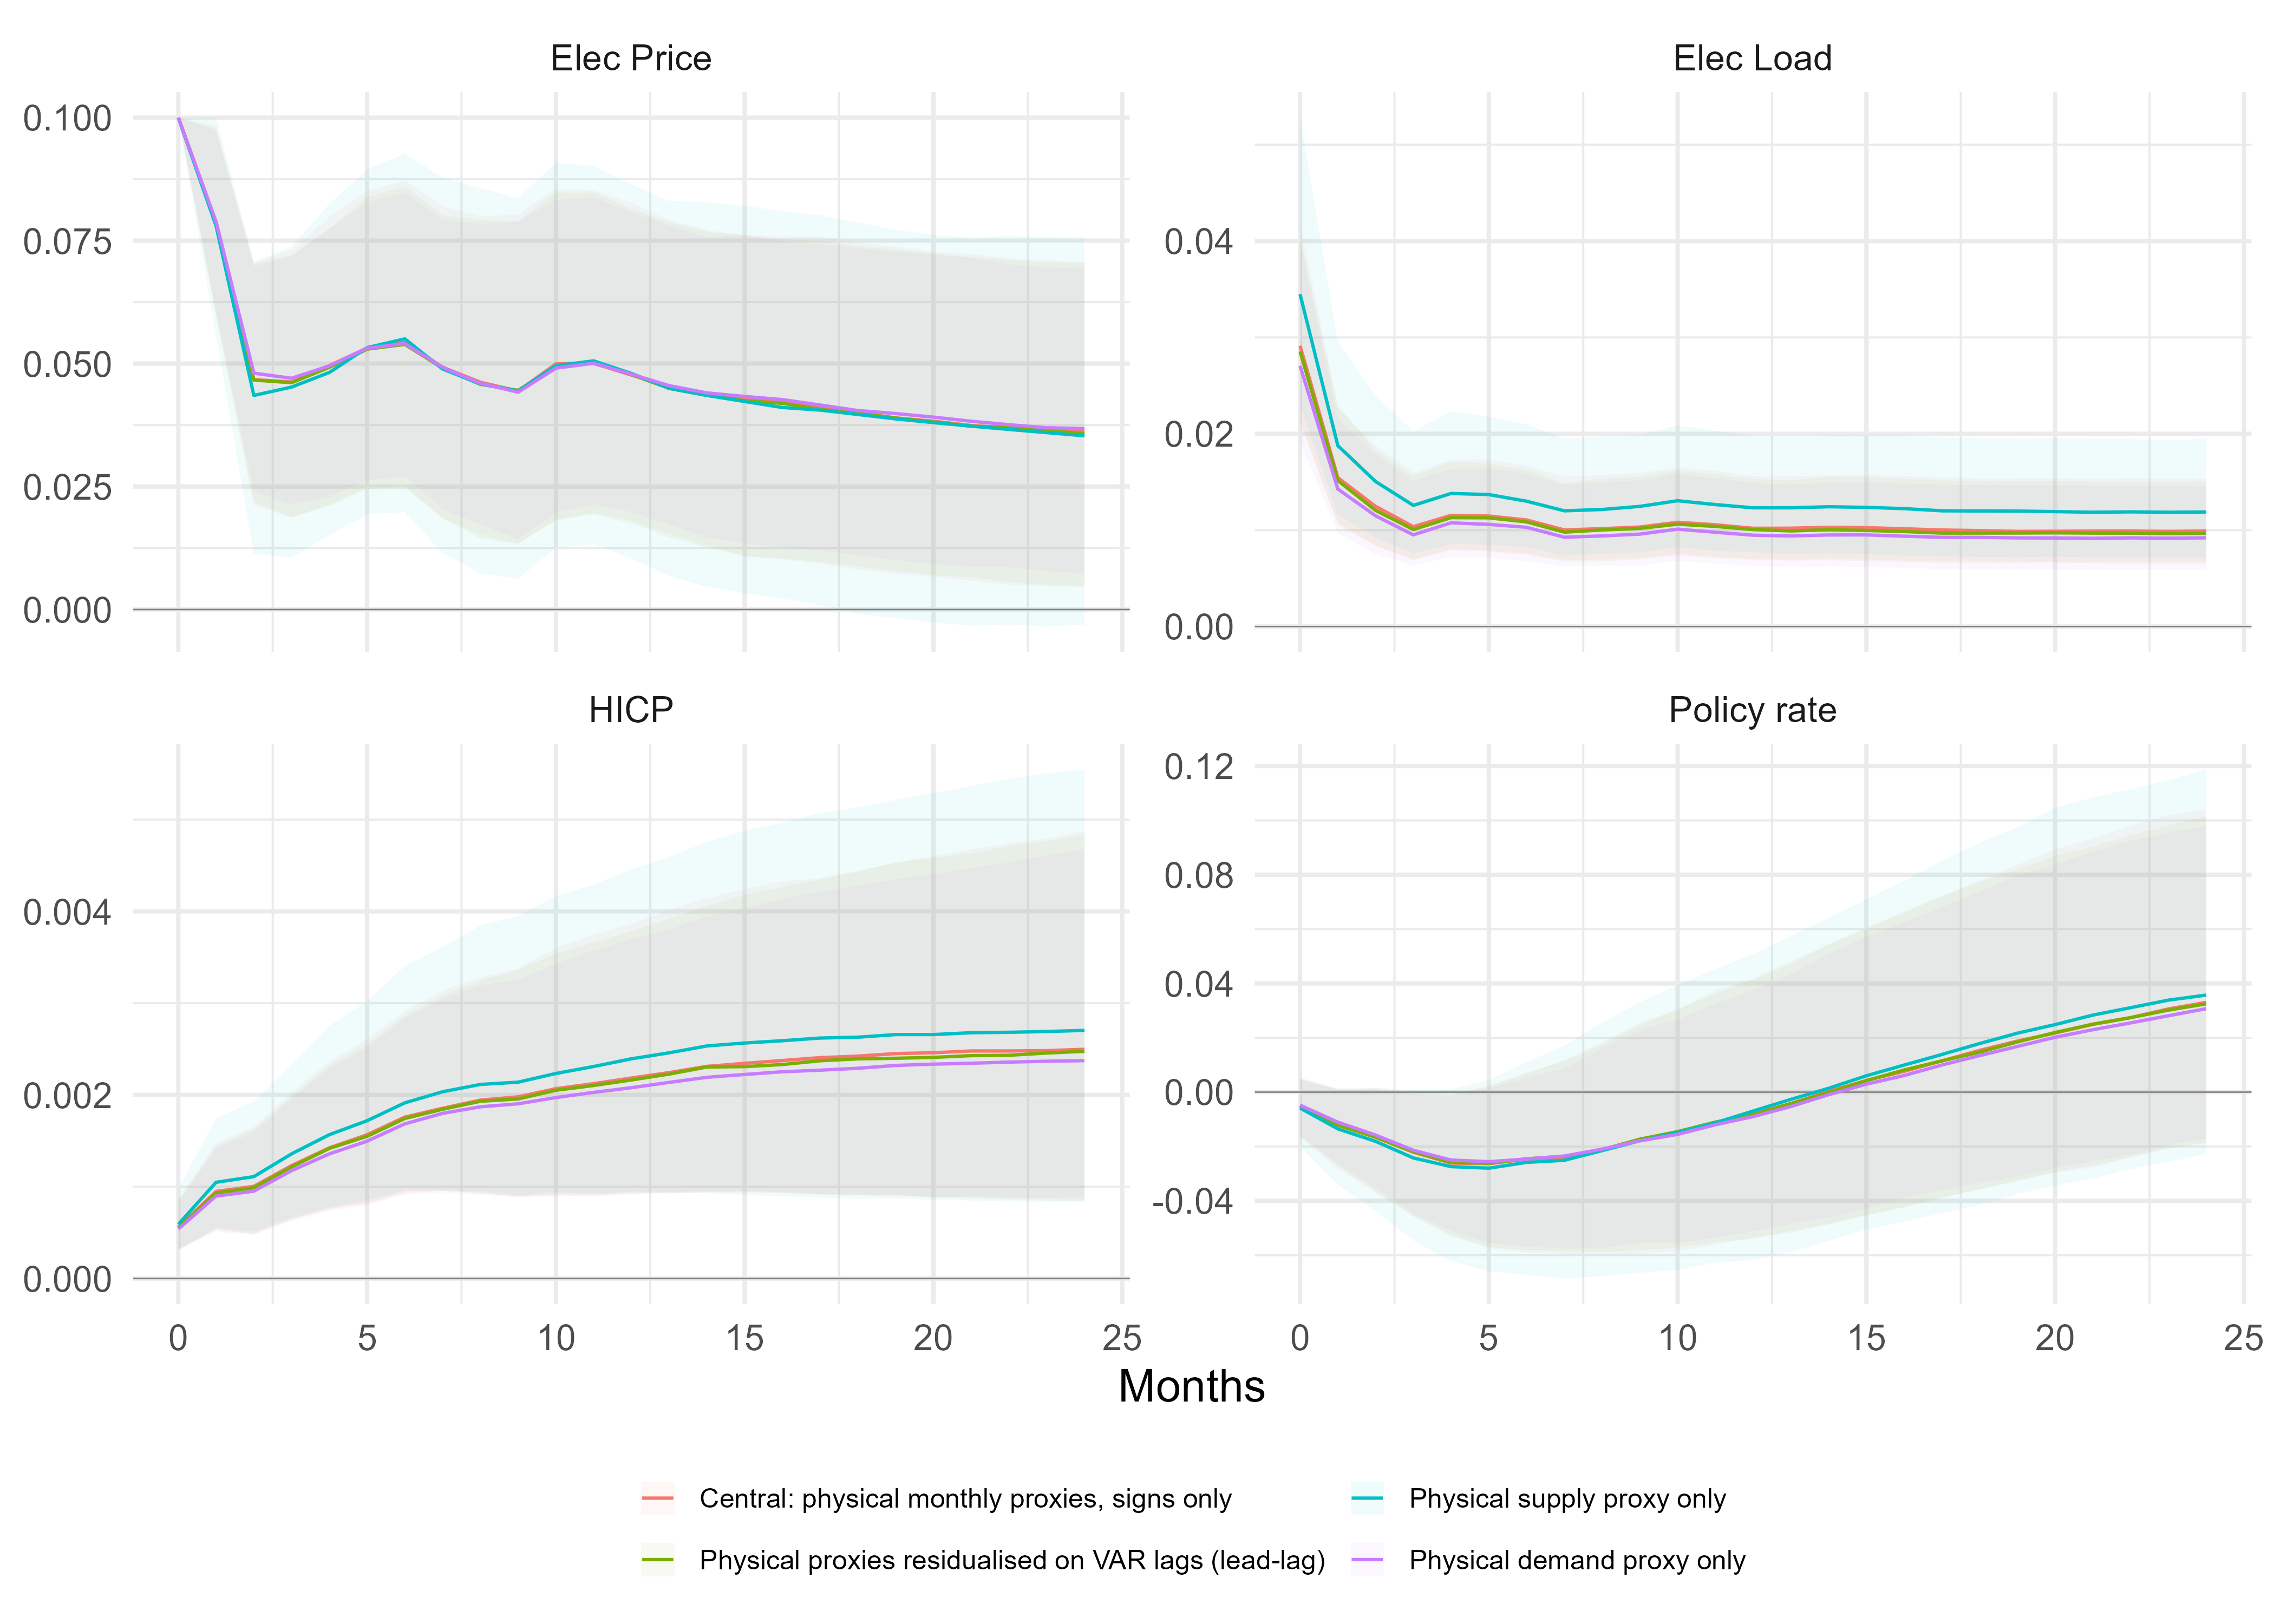 Elec Price
Elec Load
0.100
0.075
0.050
0.025
0.000
0.04
0.02
0.00
HICP
Policy rate
0.004
0.002
0.000
0.12
0.08
0.04
0.00
-0.04
0 5 10 15 20 25
0 5 10 15 20 25
Months
Central: physical monthly proxies, signs only
Physical supply proxy only
Physical proxies residualised on VAR lags (lead-lag)
Physical demand proxy only